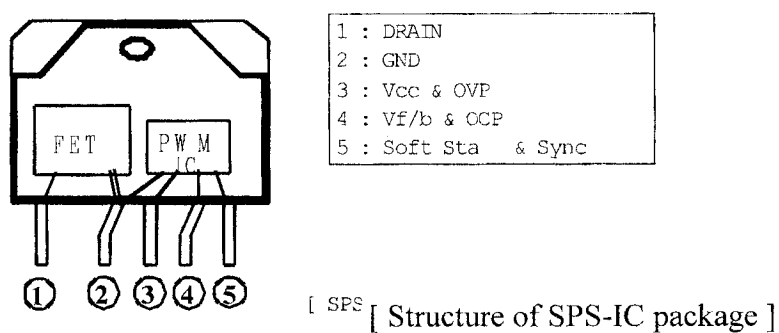 FET
PWM
IC
① ② ③ ④ ⑤
1 : DRAIN
2 : GND
3 : Vcc & OVP
4 : Vf/b & OCP
5 : Soft Sta & Sync
[ SPS [ Structure of SPS-IC package ]